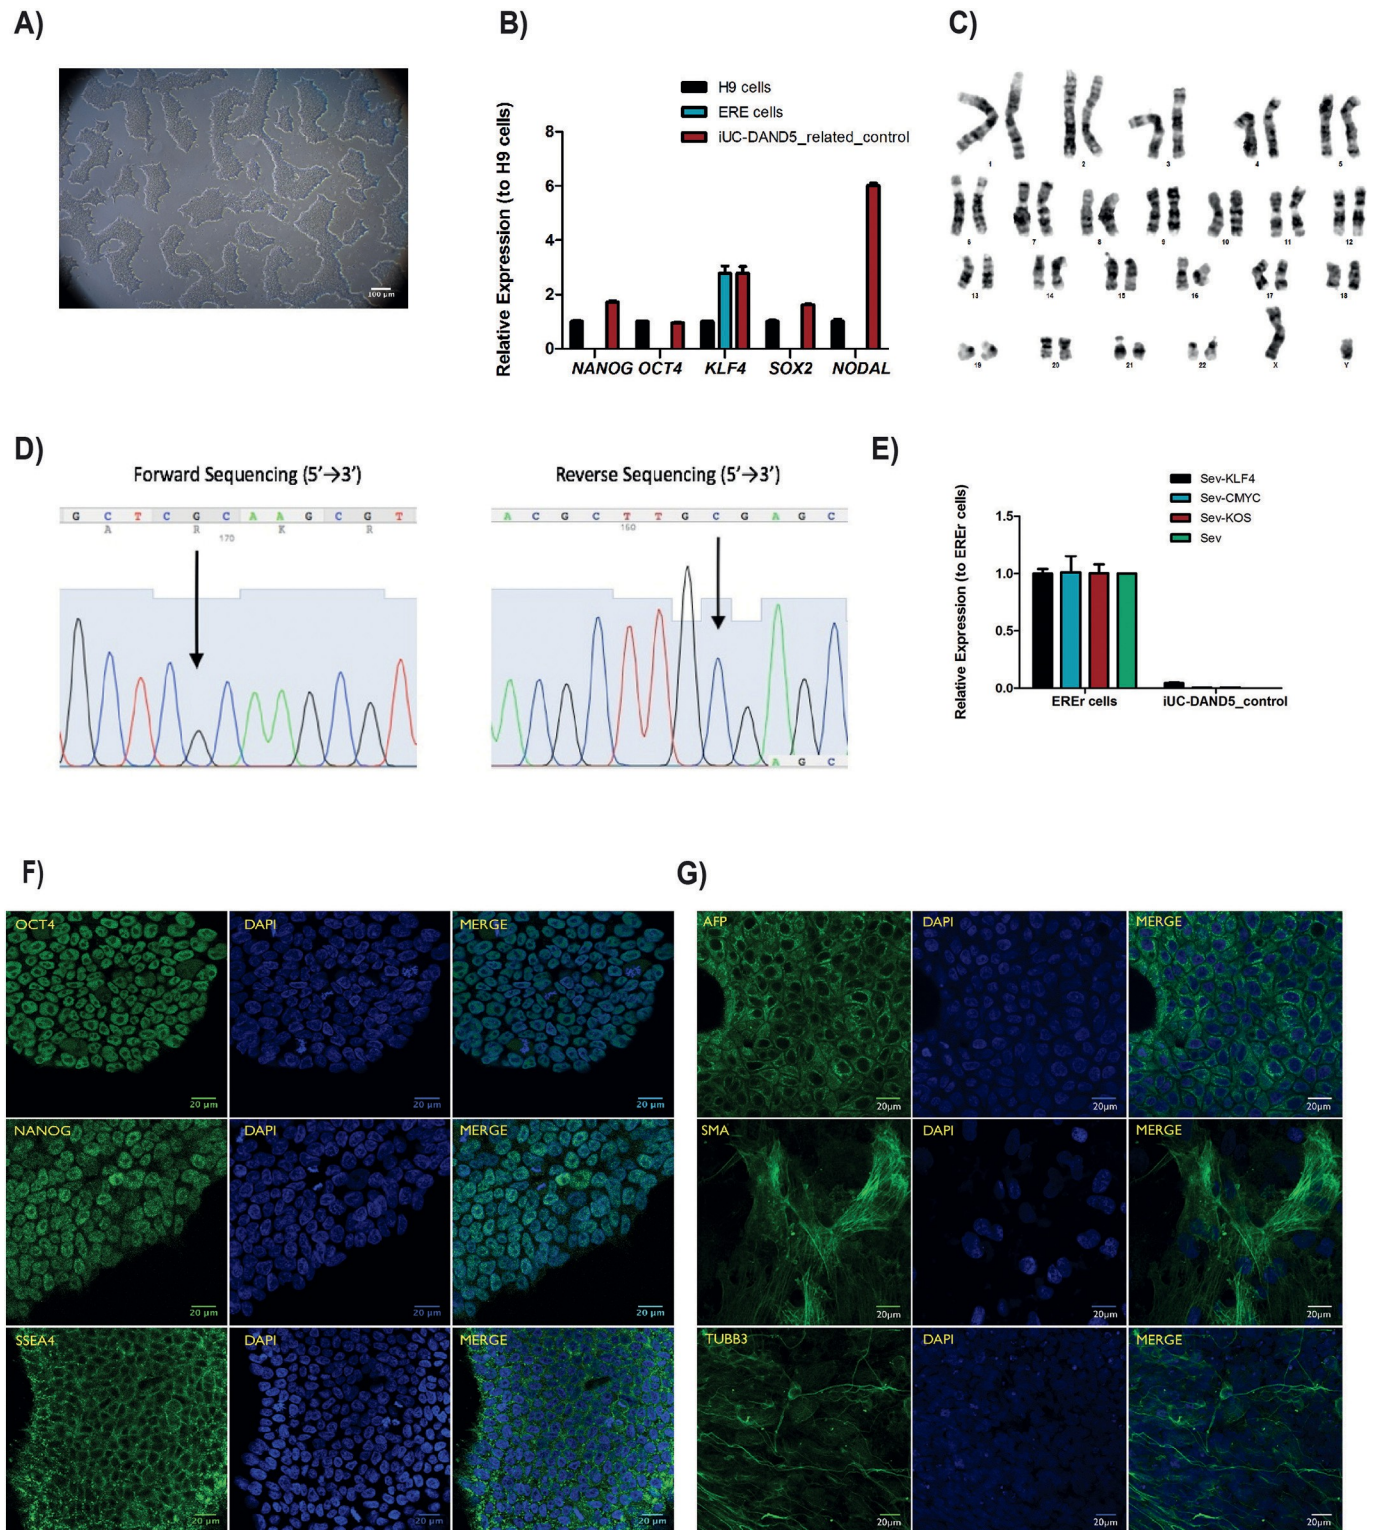 A)
100 µm
B)
H9 cells
ERE cells
iUC-DAND5_related_control
Relative Expression (to H9 cells)
8
6
4
2
0
NANOG OCT4 KLF4 SOX2 NODAL
C)
1 2 3 4 5
6 7 8 9 10 11 12
13 14 15 16 17 18
19 20 21 22 X Y
D)
Forward Sequencing (5'→3')
G C T C G C A A G C G T
A R K R
170
Reverse Sequencing (5'→3')
A C G C T T G C G A G C
160
A G C
E)
Sev-KLF4
Sev-CMYC
Sev-KOS
Sev
Relative Expression (to EREr cells)
1.5
1.0
0.5
0.0
EREr cells iUC-DAND5_control
F)
OCT4 DAPI MERGE
20 µm 20 µm 20 µm
NANOG DAPI MERGE
20 µm 20 µm 20 µm
SSEA4 DAPI MERGE
20 µm 20 µm 20 µm
G)
AFP DAPI MERGE
20µm 20µm 20µm
SMA DAPI MERGE
20µm 20µm 20µm
TUBB3 DAPI MERGE
20µm 20µm 20µm